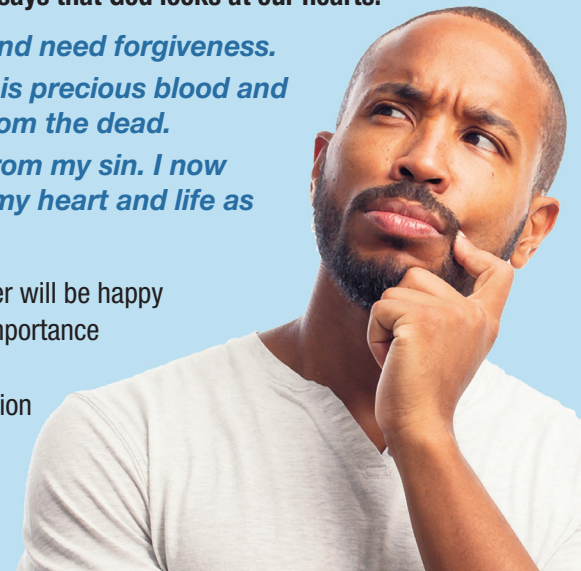 says that God looks at our hearts.
nd need forgiveness.
is precious blood and
om the dead.
rom my sin. I now
my heart and life as
er will be happy
mportance
ion